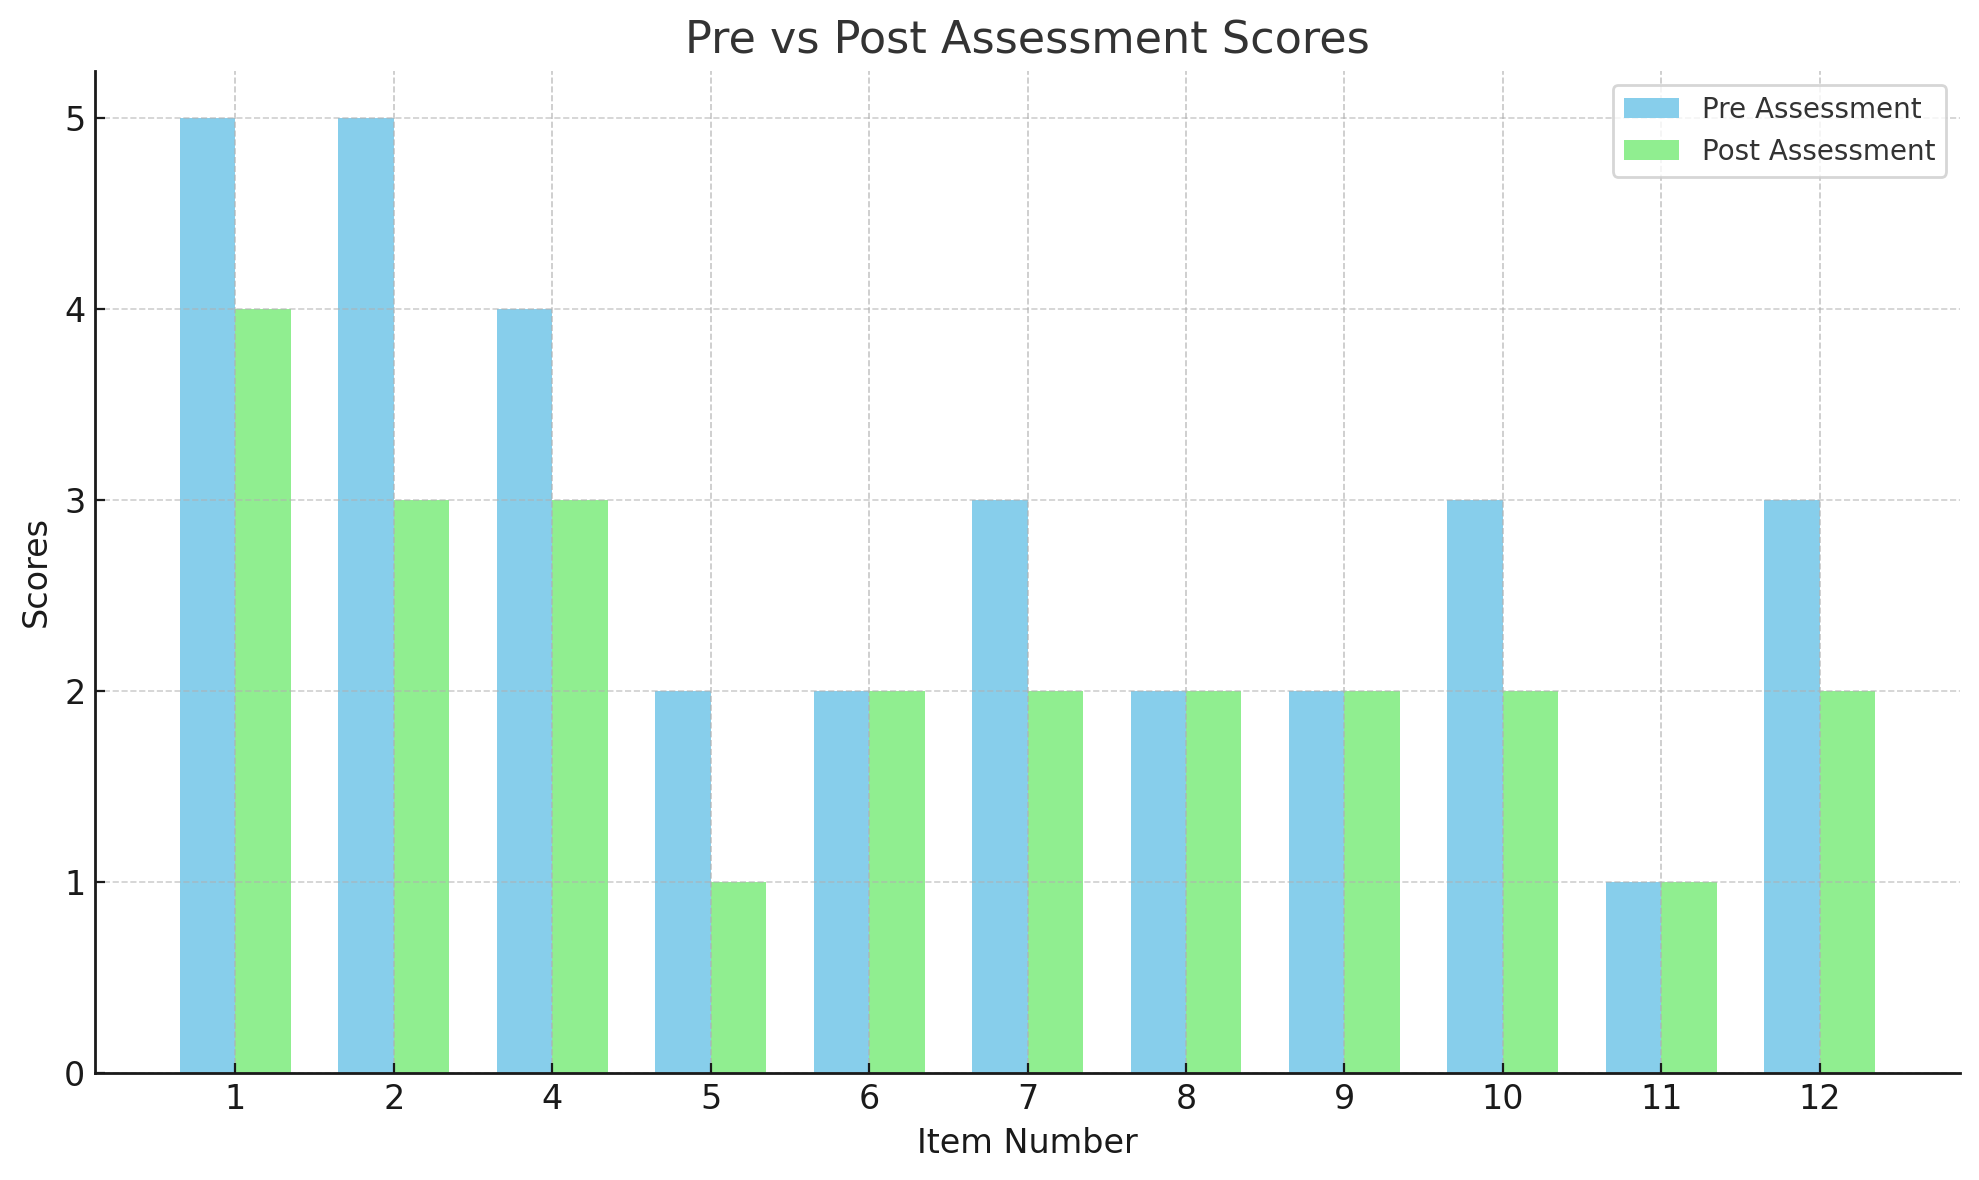 Pre vs Post Assessment Scores
Pre Assessment
Post Assessment
5
4
3
2
1
0
Scores
1 2 4 5 6 7 8 9 10 11 12
Item Number